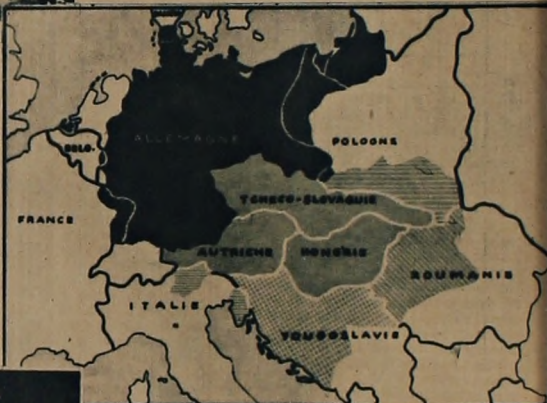 ALLEMAGNE
POLOGNE
BELG.
TCHECO-SLOVAQUIE
FRANCE
AUTRICHE
HONGRIE
ROUMANIE
ITALIE
YOUGOSLAVIE